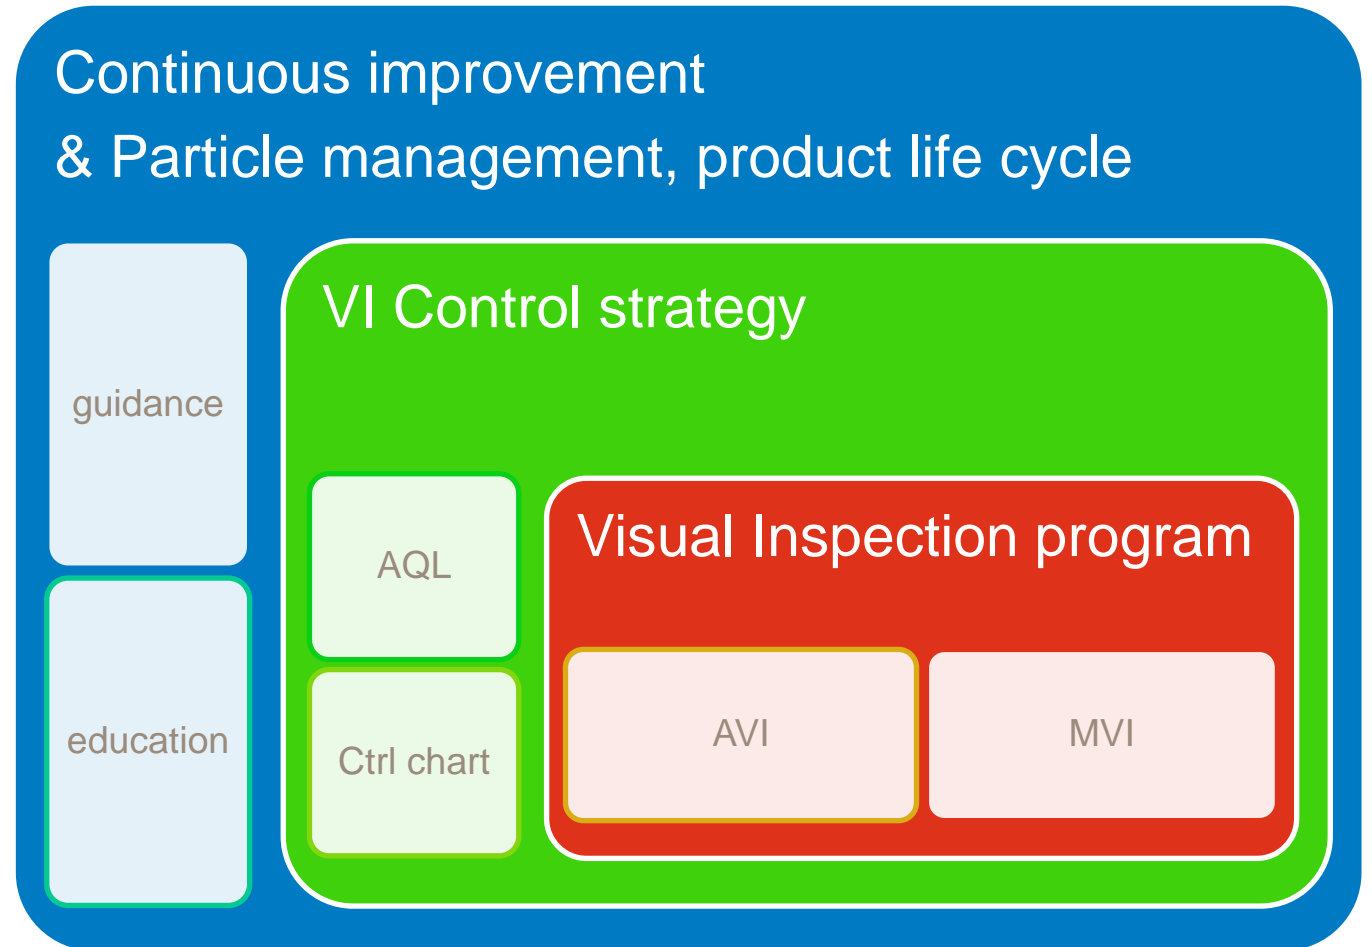 Continuous improvement
& Particle management, product life cycle
VI Control strategy
guidance
AQL
Visual Inspection program
education
Ctrl chart
AVI
MVI